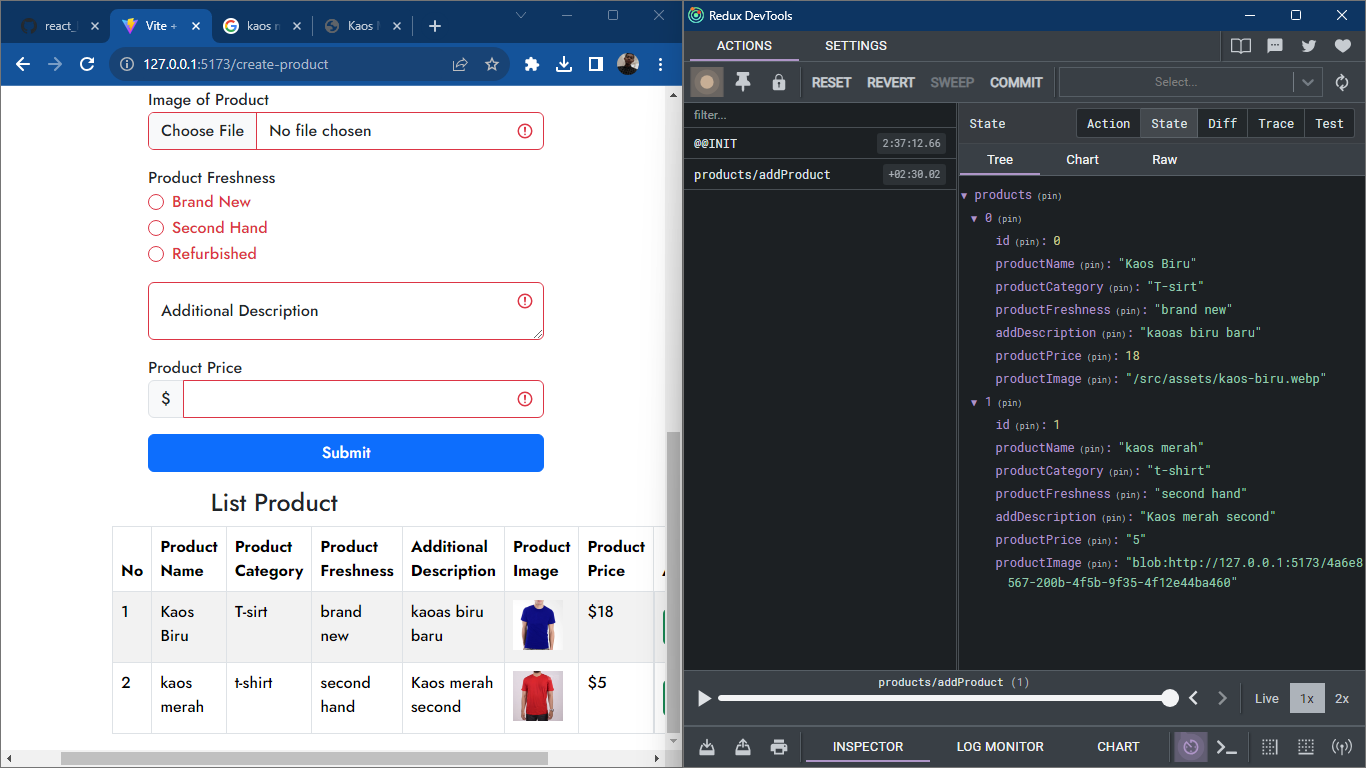 react_
Vite +
kaos m
Kaos M
127.0.0.1:5173/create-product
Image of Product
Choose File No file chosen
Product Freshness
Brand New
Second Hand
Refurbished
Additional Description
Product Price
$
Submit
List Product
No Product Name Product Category Product Freshness Additional Description Product Image Product Price
1 Kaos Biru T-sirt brand new kaoas biru baru $18
2 kaos merah t-shirt second hand Kaos merah second $5
Redux DevTools
ACTIONS SETTINGS
RESET REVERT SWEEP COMMIT Select...
filter...
@@INIT 2:37:12.66
products/addProduct +02:30.02
State Action State Diff Trace Test
Tree Chart Raw
products (pin)
0 (pin)
id (pin): 0
productName (pin): "Kaos Biru"
productCategory (pin): "T-sirt"
productFreshness (pin): "brand new"
addDescription (pin): "kaoas biru baru"
productPrice (pin): 18
productImage (pin): "/src/assets/kaos-biru.webp"
1 (pin)
id (pin): 1
productName (pin): "kaos merah"
productCategory (pin): "t-shirt"
productFreshness (pin): "second hand"
addDescription (pin): "Kaos merah second"
productPrice (pin): "5"
productImage (pin): "blob:http://127.0.0.1:5173/4a6e8
567-200b-4f5b-9f35-4f12e44ba460"
products/addProduct (1)
Live 1x 2x
INSPECTOR LOG MONITOR CHART